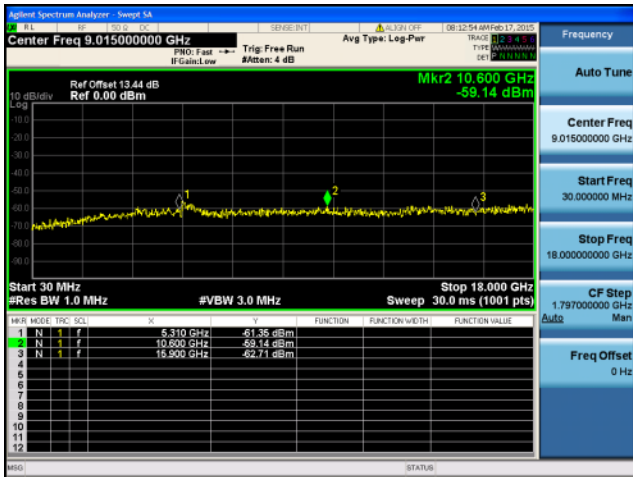 Agilent Spectrum Analyzer - Swept SA
RL RF 50 Ω DC SENSE:INT ALIGN OFF 08:12:54 AM Feb 17, 2015
Center Freq 9.015000000 GHz
PNO: Fast
IFGain:Low
Trig: Free Run
#Atten: 4 dB
Avg Type: Log-Pwr
TRACE 1 2 3 4 5 6
TYPE
DET P N N N N N
Ref Offset 13.44 dB
10 dB/div Ref 0.00 dBm
Mkr2 10.600 GHz
-59.14 dBm
Log
-10.0
-20.0
-30.0
-40.0
-50.0
-60.0
-70.0
-80.0
-90.0
1
2
3
Start 30 MHz Stop 18.000 GHz
#Res BW 1.0 MHz #VBW 3.0 MHz Sweep 30.0 ms (1001 pts)
MKR MODE TRC SCL X Y FUNCTION FUNCTION WIDTH FUNCTION VALUE
1 N 1 f 5.310 GHz -61.35 dBm
2 N 1 f 10.600 GHz -59.14 dBm
3 N 1 f 15.900 GHz -62.71 dBm
4
5
6
7
8
9
10
11
12
MSG STATUS
Frequency
Auto Tune
Center Freq
9.015000000 GHz
Start Freq
30.000000 MHz
Stop Freq
18.000000000 GHz
CF Step
1.797000000 GHz
Auto Man
Freq Offset
0 Hz